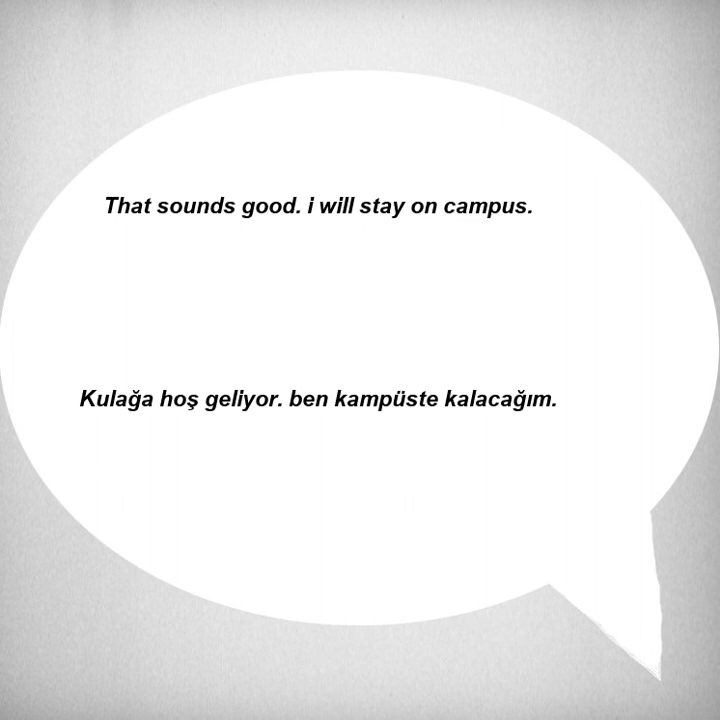 That sounds good. i will stay on campus.
Kulağa hoş geliyor. ben kampüste kalacağım.